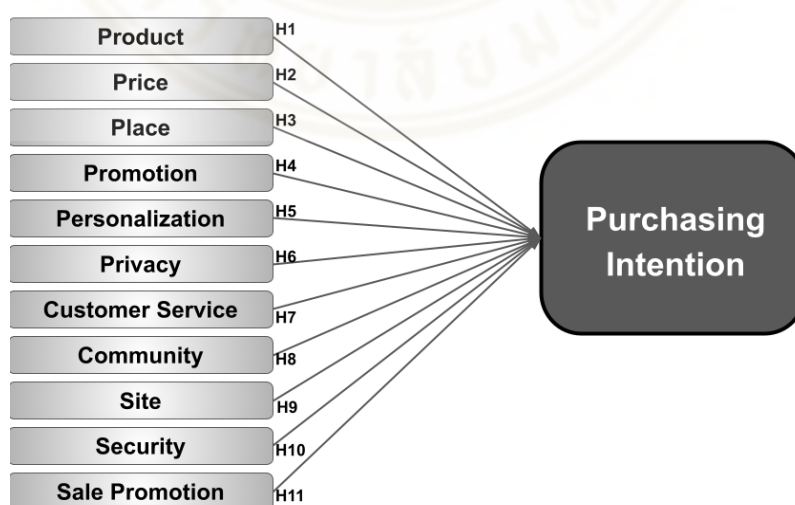 Product
H1
Price
H2
Place
H3
Promotion
H4
Personalization
H5
Privacy
H6
Customer Service
H7
Community
H8
Site
H9
Security
H10
Sale Promotion
H11
Purchasing
Intention